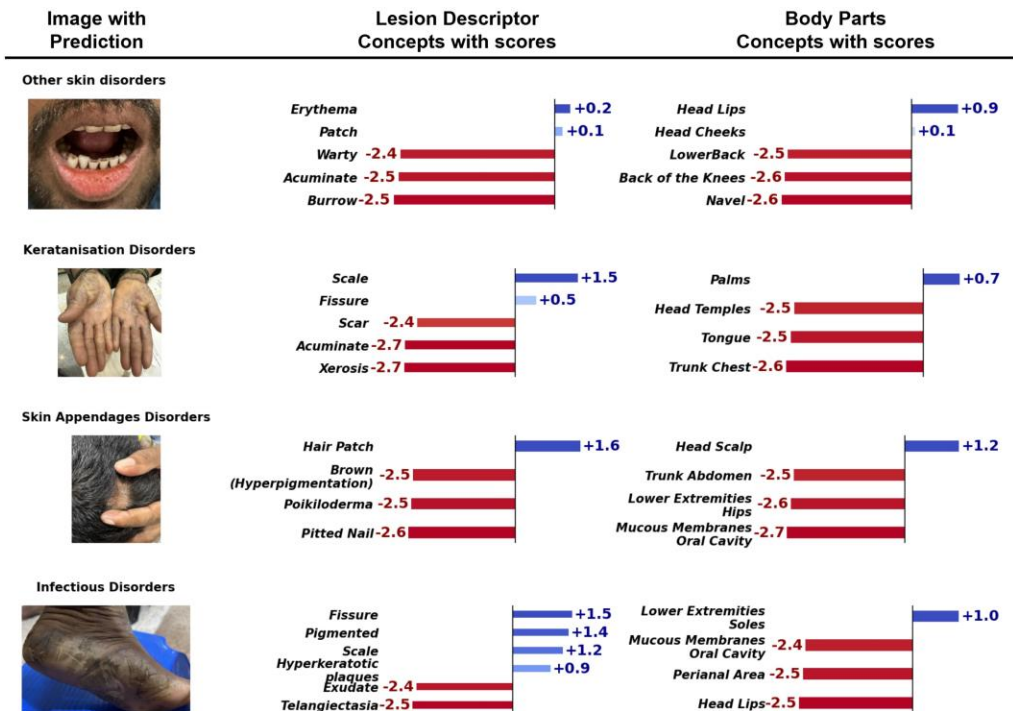 Image with
Prediction
Lesion Descriptor
Concepts with scores
Body Parts
Concepts with scores
Other skin disorders
Erythema +0.2
Patch +0.1
Warty -2.4
Acuminate -2.5
Burrow -2.5
Head Lips +0.9
Head Cheeks +0.1
LowerBack -2.5
Back of the Knees -2.6
Navel -2.6
Keratanisation Disorders
Scale +1.5
Fissure +0.5
Scar -2.4
Acuminate -2.7
Xerosis -2.7
Palms +0.7
Head Temples -2.5
Tongue -2.5
Trunk Chest -2.6
Skin Appendages Disorders
Hair Patch +1.6
Brown
(Hyperpigmentation) -2.5
Poikiloderma -2.5
Pitted Nail -2.6
Head Scalp +1.2
Trunk Abdomen -2.5
Lower Extremities
Hips -2.6
Mucous Membranes
Oral Cavity -2.7
Infectious Disorders
Fissure +1.5
Pigmented +1.4
Scale +1.2
Hyperkeratotic
plaques +0.9
Exudate -2.4
Telangiectasia -2.5
Lower Extremities
Soles +1.0
Mucous Membranes
Oral Cavity -2.4
Perianal Area -2.5
Head Lips -2.5